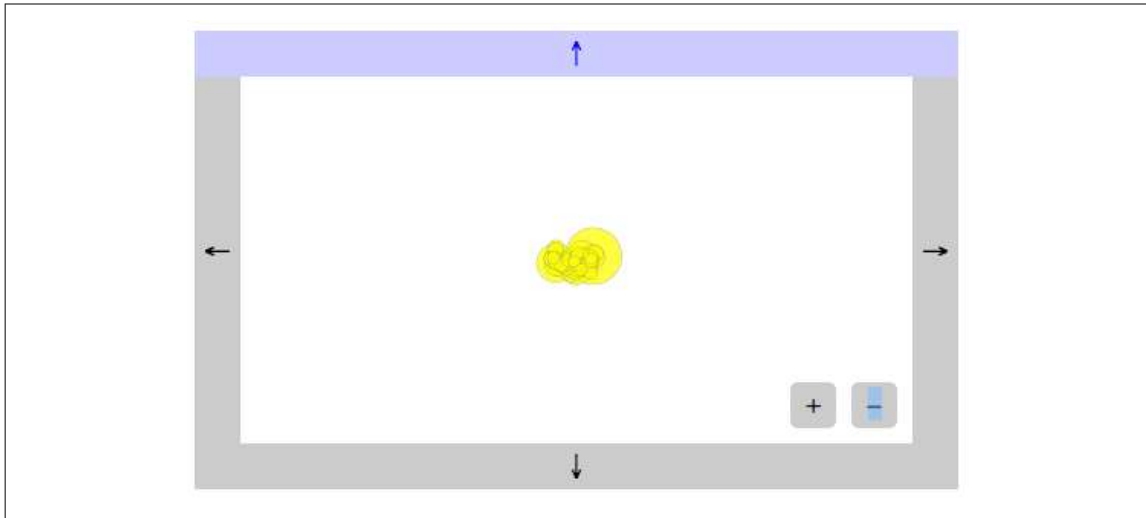 ↑
← →
+ −
↓